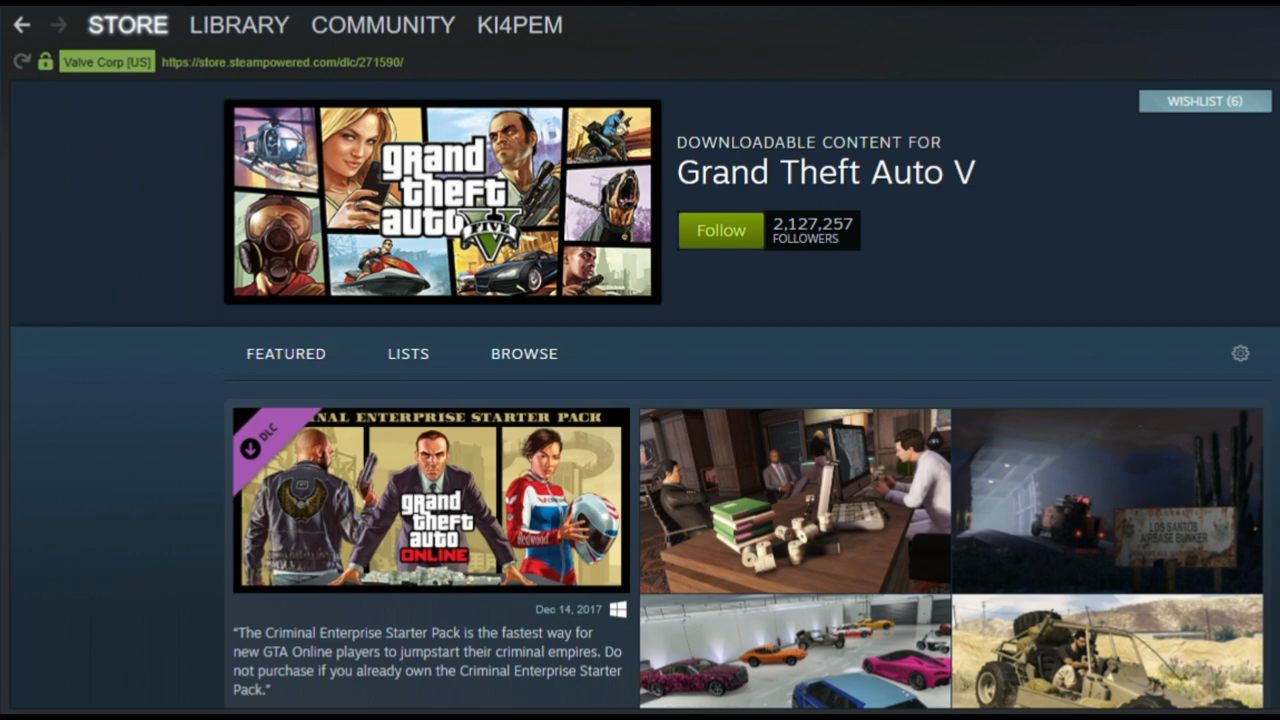 STORE LIBRARY COMMUNITY KI4PEM
Valve Corp [US] https://store.steampowered.com/dlc/271590/
WISHLIST (6)
grand
theft
auto
FIVE
V
DOWNLOADABLE CONTENT FOR
Grand Theft Auto V
Follow 2,127,257
FOLLOWERS
FEATURED LISTS BROWSE
DLC
NAL ENTERPRISE STARTER PACK
grand
theft
auto
ONLINE
Redwood
LOS SANTOS
AIRBASE BUNKER
Dec 14, 2017
"The Criminal Enterprise Starter Pack is the fastest way for
new GTA Online players to jumpstart their criminal empires. Do
not purchase if you already own the Criminal Enterprise Starter
Pack."